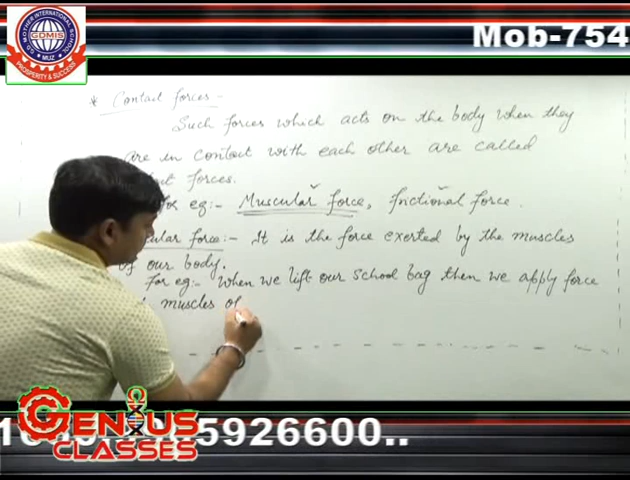 GDMIS
PROSPERITY & SUCCESS
Mob-754
* Contact forces -
Such forces which acts on the body when they
are in contact with each other are called
forces.
eg:- Muscular force, frictional force.
force:- It is the force exerted by the muscles
of our body.
For eg:- When we lift our school bag then we apply force
muscles of
GENIUS
CLASSES
5926600..